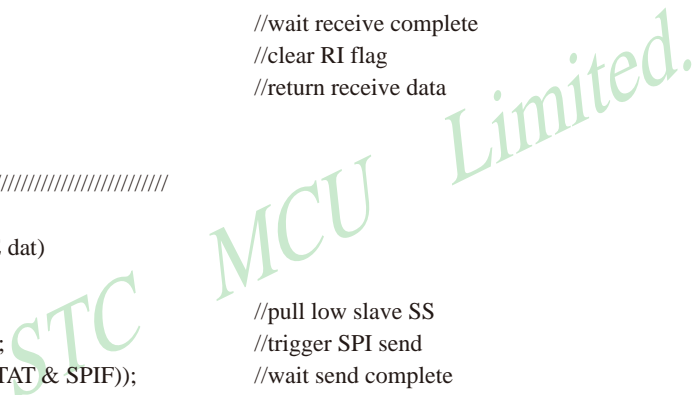 //wait receive complete
//clear RI flag
//return receive data
//////////////////////////
dat)
//pull low slave SS
; //trigger SPI send
TAT & SPIF)); //wait send complete
STC MCU Limited.